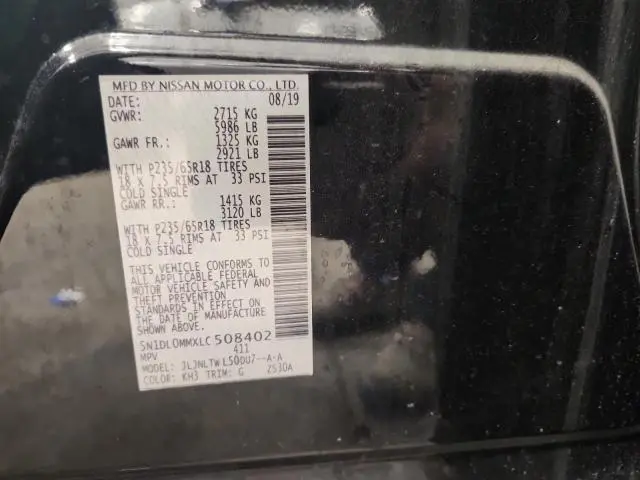 MFD BY NISSAN MOTOR CO., LTD.
DATE: 08/19
GVWR: 2715 KG
5986 LB
GAWR FR.: 1325 KG
2921 LB
WITH P235/65R18 TIRES
18 X 7.5 RIMS AT 33 PSI
COLD SINGLE
GAWR RR.: 1415 KG
3120 LB
WITH P235/65R18 TIRES
18 X 7.5 RIMS AT 33 PSI
COLD SINGLE
THIS VEHICLE CONFORMS TO
ALL APPLICABLE FEDERAL
MOTOR VEHICLE SAFETY AND
THEFT PREVENTION
STANDARDS IN EFFECT ON
THE DATE OF MANUFACTURE
SHOWN ABOVE.
5N1DL0MMXLC508402
MPV 411
JLJNLTW L50DU7--A-A
COLOR: KH3 TRIM: G Z530A